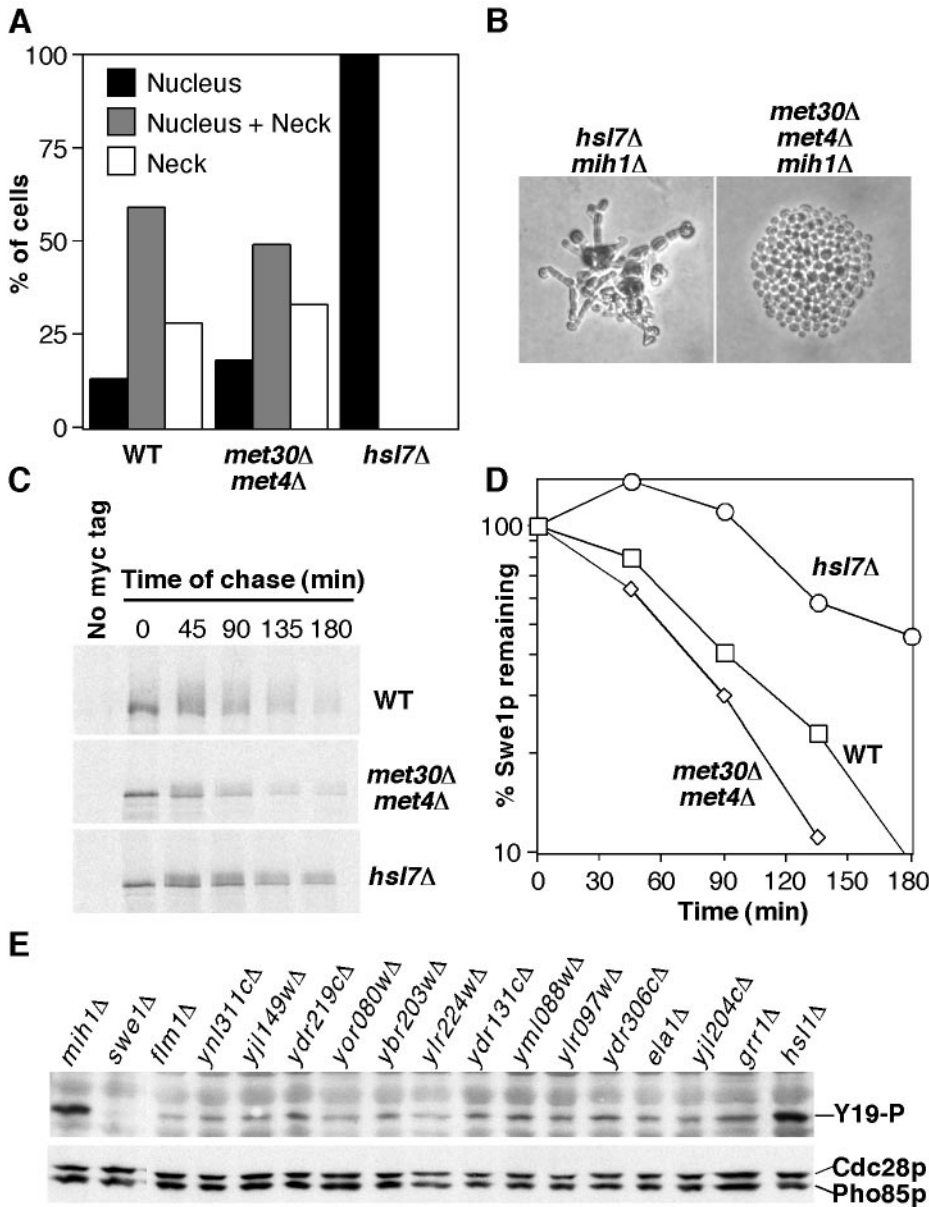 A
100
75
50
25
0
% of cells
Nucleus
Nucleus + Neck
Neck
WT
met30Δ
met4Δ
hsl7Δ
B
hsl7Δ
mih1Δ
met30Δ
met4Δ
mih1Δ
C
No myc tag
Time of chase (min)
0 45 90 135 180
WT
met30Δ
met4Δ
hsl7Δ
D
100
10
% Swe1p remaining
hsl7Δ
WT
met30Δ
met4Δ
0 30 60 90 120 150 180
Time (min)
E
mih1Δ
swe1Δ
flm1Δ
ynl311cΔ
yjl149wΔ
ydr219cΔ
yor080wΔ
ybr203wΔ
ylr224wΔ
ydr131cΔ
yml088wΔ
ylr097wΔ
ydr306cΔ
ela1Δ
yjl204cΔ
grr1Δ
hsl1Δ
Y19-P
Cdc28p
Pho85p